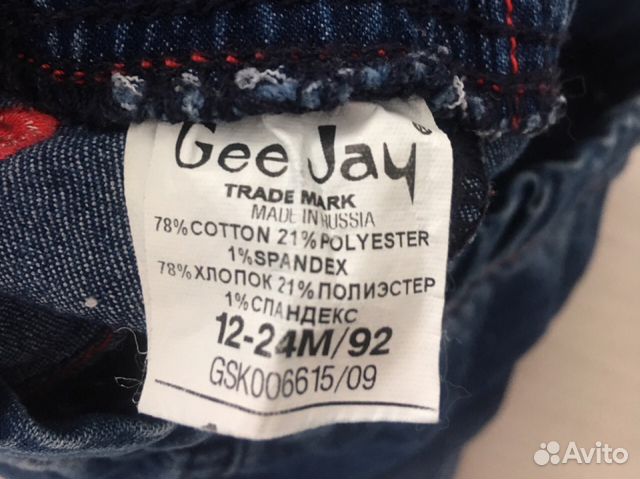 Gee Jay®
TRADE MARK
MADE IN RUSSIA
78% COTTON 21% POLYESTER
1% SPANDEX
78% ХЛОПОК 21% ПОЛИЭСТЕР
1% СПАНДЕКС
12-24M/92
GSK006615/09
Avito